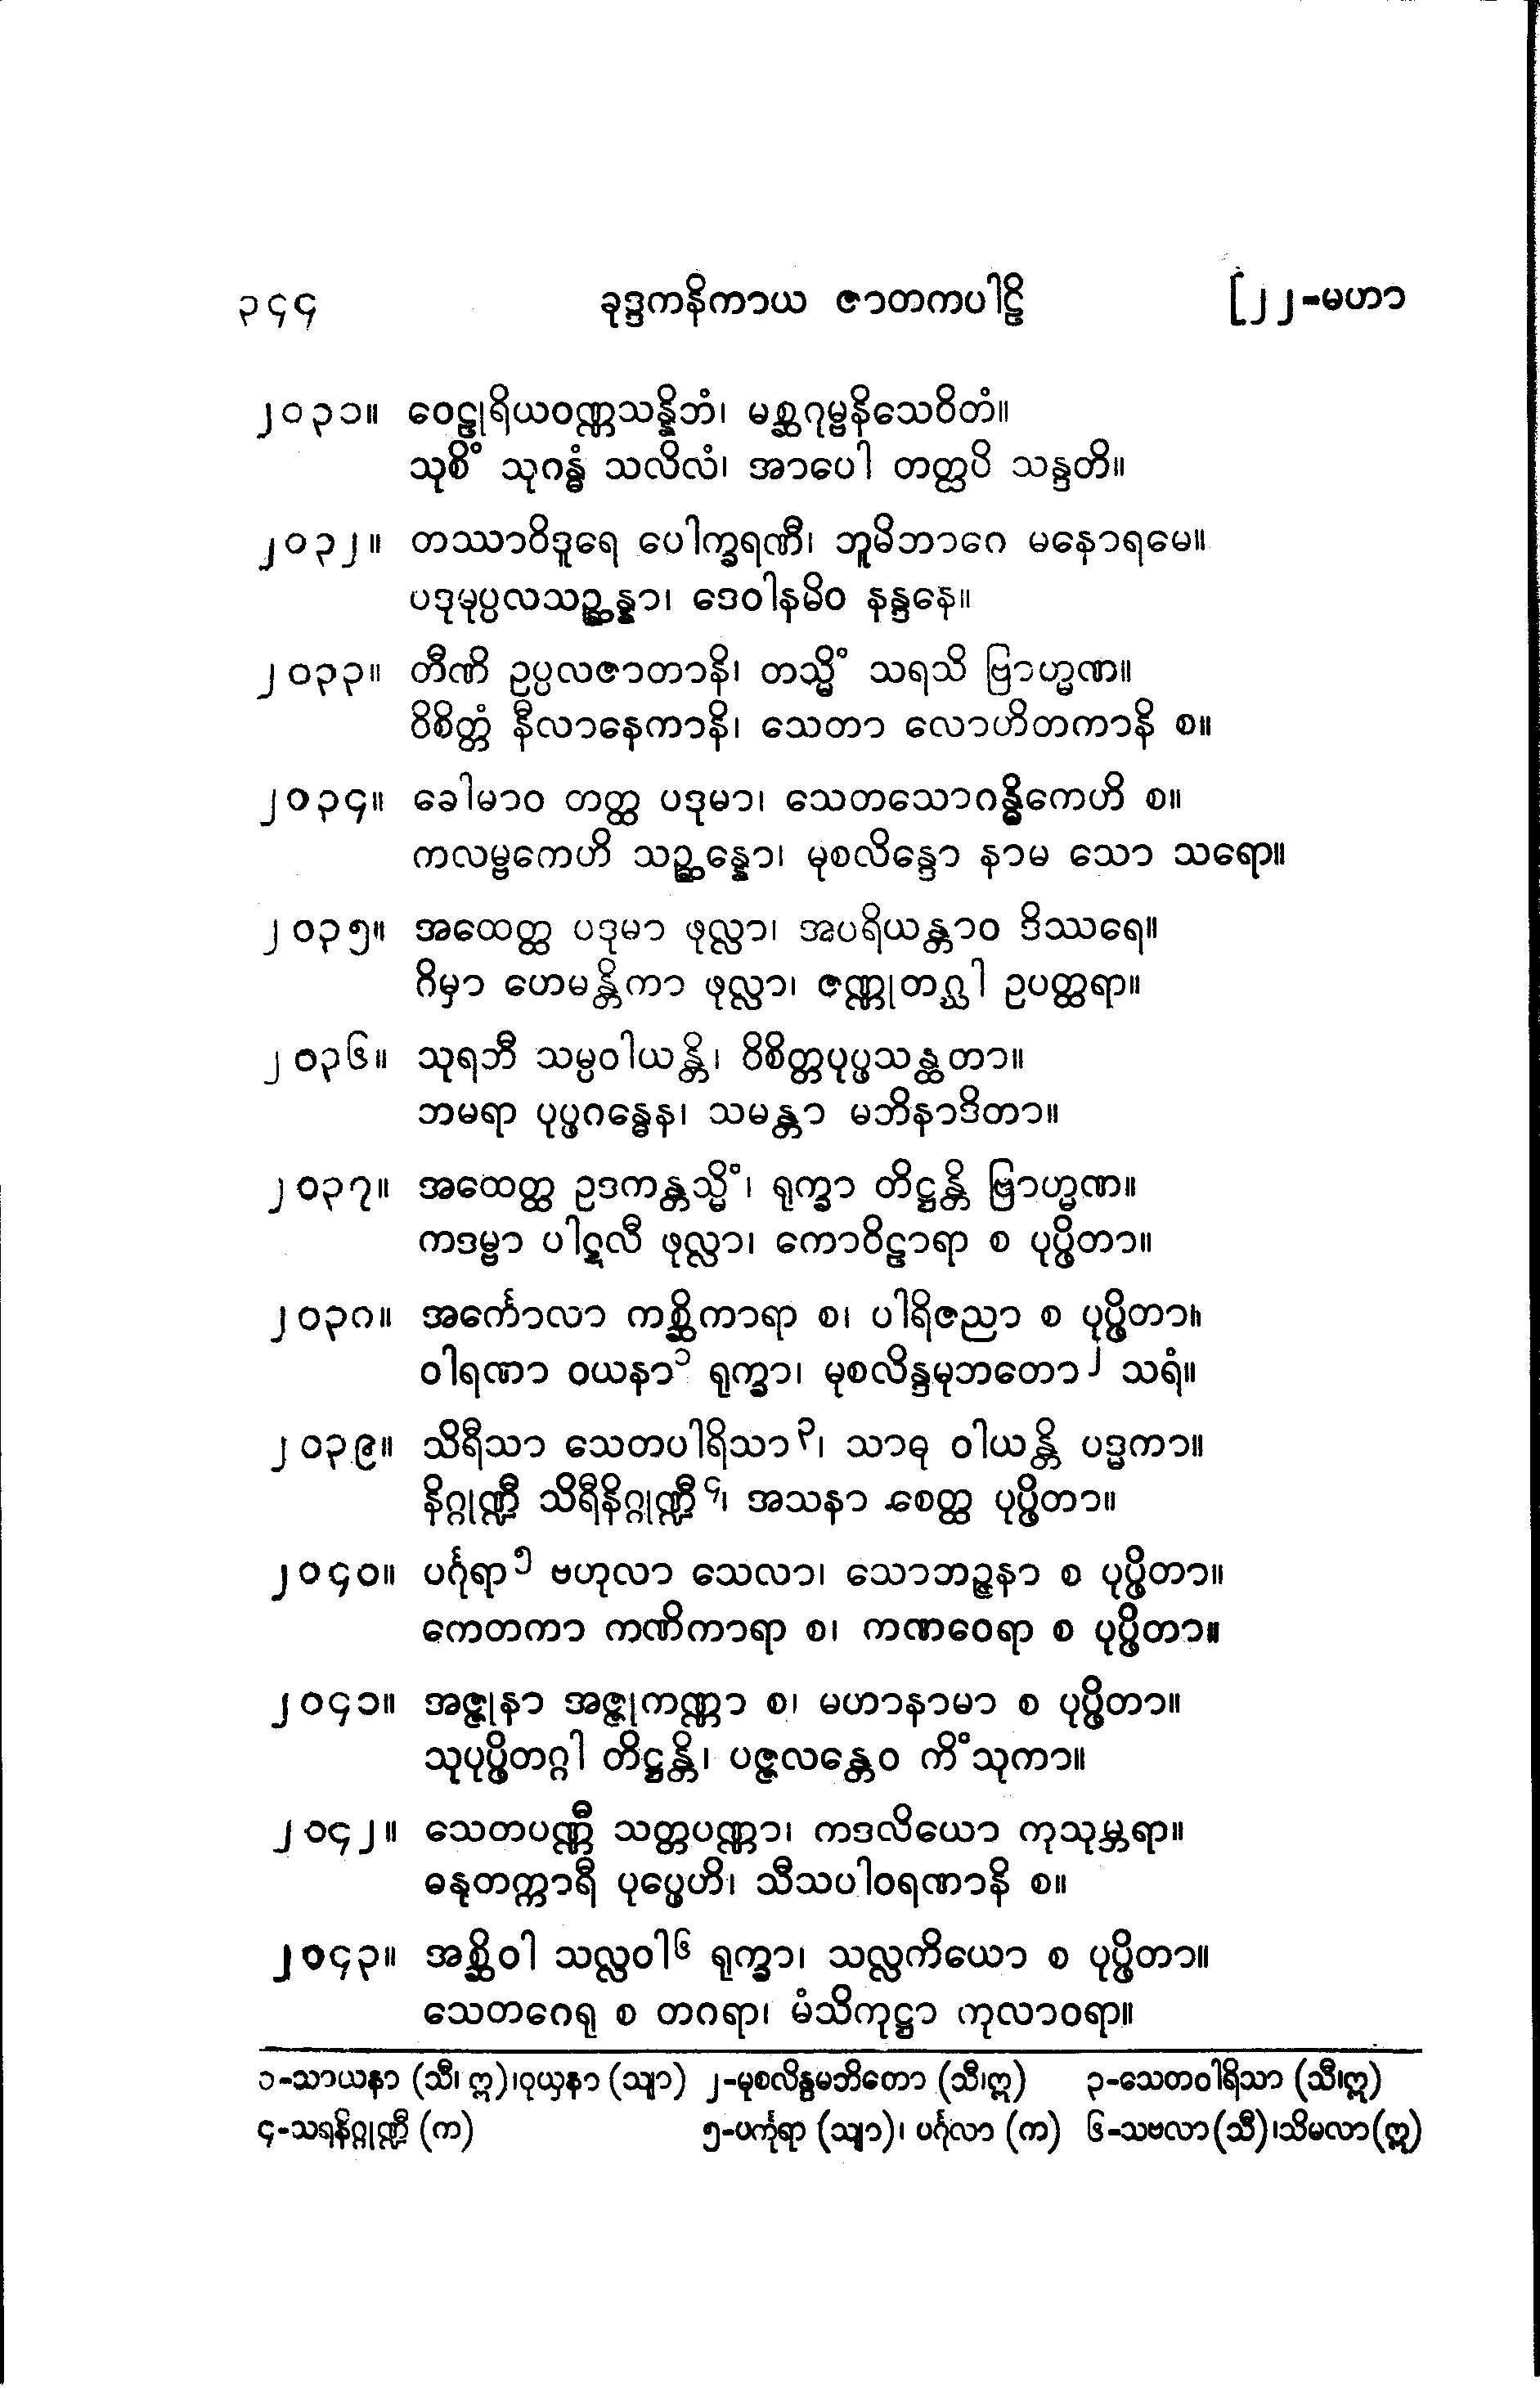 ၃၄၄ ခုဒ္ဒကနိကာယ ဇာတကပါဠိ [၂၂-မဟာ
၂၀၃၁။ ဝေဠုရိယဝဏ္ဏသန္နိဘံ၊ မစ္ဆဂုမ္ဗနိသေဝိတံ။
သုစိံ သုဂန္ဓံ သလိလံ၊ အာပေါ တတ္ထပိ သန္ဒတိ။
၂၀၃၂။ တဿာဝိဒူရေ ပေါက္ခရဏီ၊ ဘူမိဘာဂေ မနောရမေ။
ပဒုမုပ္ပလသဉ္ဆန္နာ၊ ဒေဝါနမိဝ နန္ဒနေ။
၂၀၃၃။ တီဏိ ဥပ္ပလဇာတာနိ၊ တသ္မိံ သရသိ ဗြာဟ္မဏ။
ဝိစိတ္တံ နီလာနေကာနိ၊ သေတာ လောဟိတကာနိ စ။
၂၀၃၄။ ခေါမာဝ တတ္ထ ပဒုမာ၊ သေတသောဂန္ဓိကေဟိ စ။
ကလမ္ဗကေဟိ သဉ္ဆန္နော၊ မုစလိန္ဒော နာမ သော သရော။
၂၀၃၅။ အထေတ္ထ ပဒုမာ ဖုလ္လာ၊ အပရိယန္တာဝ ဒိဿရေ။
ဂိမှာ ဟေမန္တိကာ ဖုလ္လာ၊ ဇဏ္ဏုတဂ္ဃါ ဥပတ္ထရာ။
၂၀၃၆။ သုရဘီ သမ္ပဝါယန္တိ၊ ဝိစိတ္တပုပ္ဖသန္ထတာ။
ဘမရာ ပုပ္ဖဂန္ဓေန၊ သမန္တာ မဘိနာဒိတာ။
၂၀၃၇။ အထေတ္ထ ဥဒကန္တသ္မိံ၊ ရုက္ခာ တိဋ္ဌန္တိ ဗြာဟ္မဏ။
ကဒမ္ဗာ ပါဋလီ ဖုလ္လာ၊ ကောဝိဠာရာ စ ပုပ္ဖိတာ။
၂၀၃၈။ အင်္ကောလာ ကစ္ဆိကာရာ စ၊ ပါရိဇညာ စ ပုပ္ဖိတာ။
ဝါရဏာ ဝယနာ၁ ရုက္ခာ၊ မုစလိန္ဒမုဘတော၂ သရံ။
၂၀၃၉။ သိရီသာ သေတပါရိသာ၃၊ သာဓု ဝါယန္တိ ပဒ္မကာ။
နိဂ္ဂုဏ္ဍီ သိရီနိဂ္ဂုဏ္ဍီ၄၊ အသနာ စေတ္ထ ပုပ္ဖိတာ။
၂၀၄၀။ ပင်္ဂုရာ၅ ဗဟုလာ သေလာ၊ သောဘဉ္ဇနာ စ ပုပ္ဖိတာ။
ကေတကာ ကဏိကာရာ စ၊ ကဏဝေရာ စ ပုပ္ဖိတာ။
၂၀၄၁။ အဇ္ဇုနာ အဇ္ဇုကဏ္ဏာ စ၊ မဟာနာမာ စ ပုပ္ဖိတာ။
သုပုပ္ဖိတဂ္ဂါ တိဋ္ဌန္တိ၊ ပဇ္ဇလန္တေဝ ကိံသုကာ။
၂၀၄၂။ သေတပဏ္ဏီ သတ္တပဏ္ဏာ၊ ကဒလိယော ကုသုမ္ဘရာ။
ဓနုတက္ကာရီ ပုပ္ဖေဟိ၊ သီသပါဝရဏာနိ စ။
၂၀၄၃။ အစ္ဆိဝါ သလ္လဝါ၆ ရုက္ခာ၊ သလ္လကိယော စ ပုပ္ဖိတာ။
သေတဂေရု စ တဂရာ၊ မံသိကုဋ္ဌာ ကုလာဝရာ။
၁-သာယနာ (သီ၊ ဣ)၊ဝုယှနာ (သျာ) ၂-မုစလိန္ဒမဘိတော (သီ၊ဣ) ၃-သေတဝါရိသာ (သီ၊ဣ)
၄-သရနိဂ္ဂုဏ္ဍီ (က) ၅-ပင်္ကုရာ (သျာ)၊ ပင်္ဂုလာ (က) ၆-သဗလာ (သီ)၊သိမလာ(ဣ)